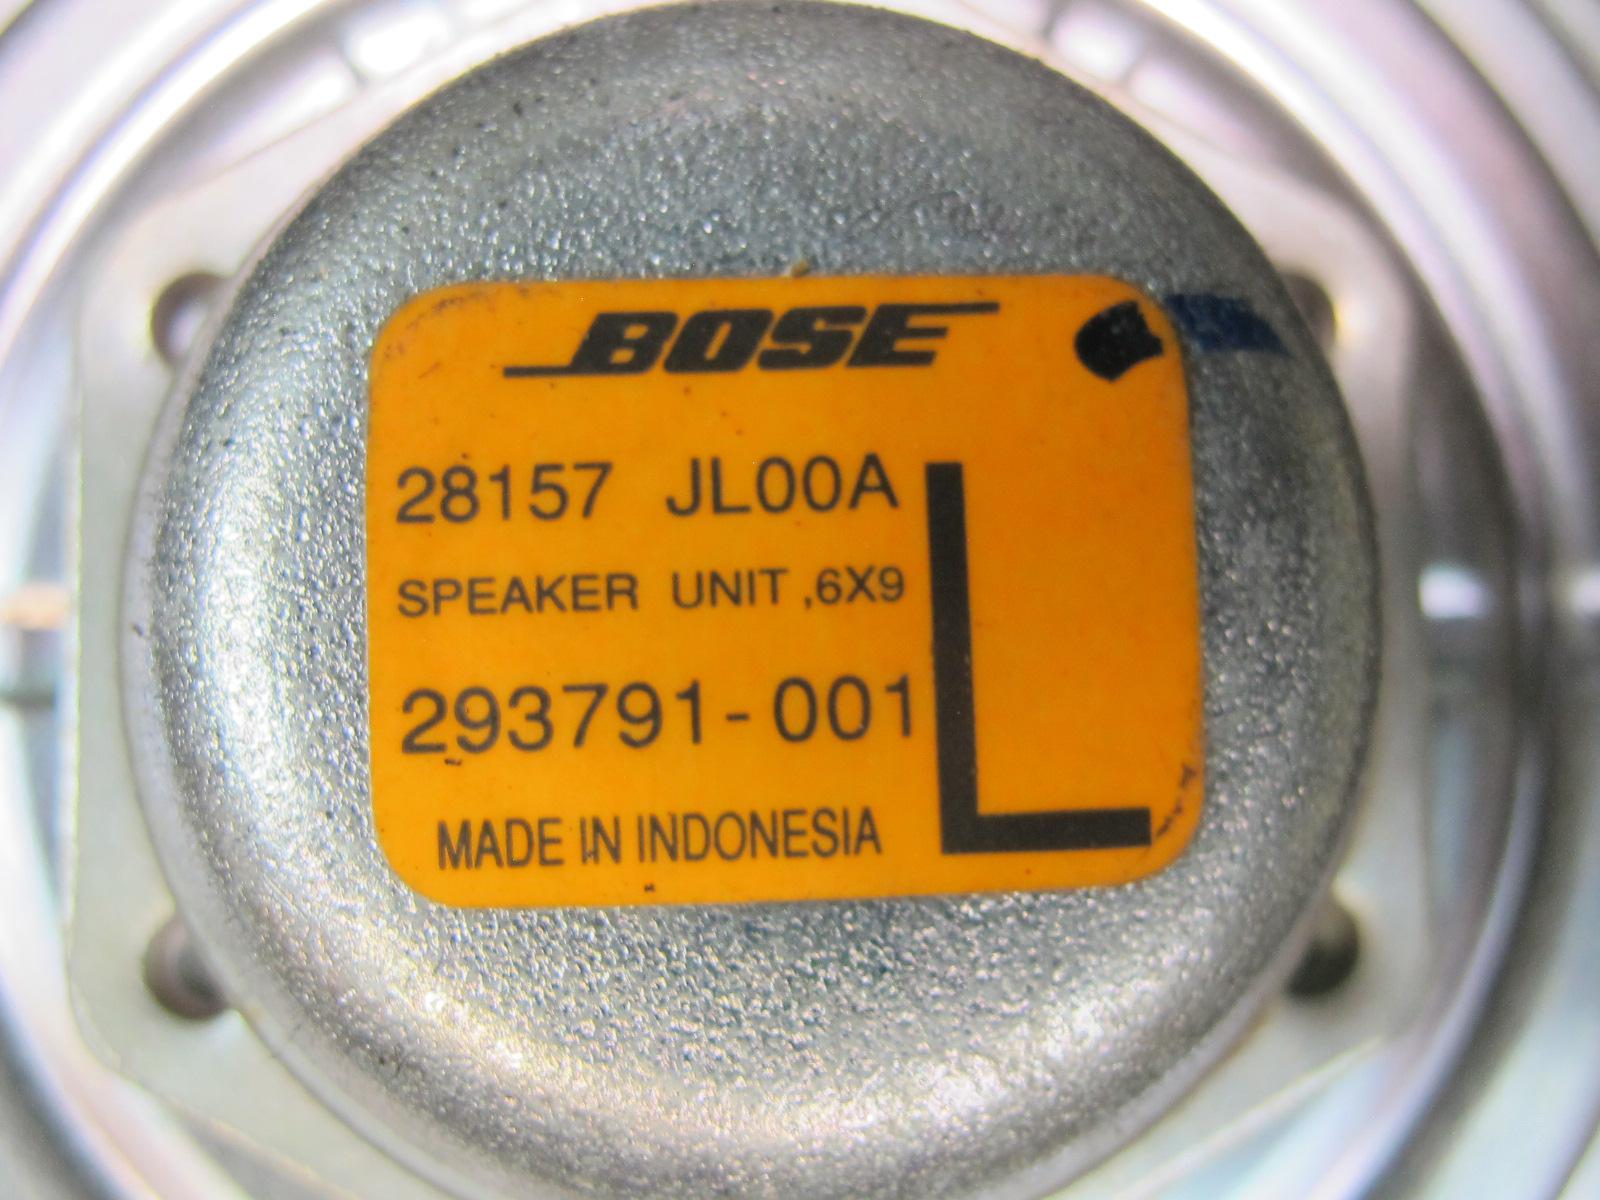 BOSE
28157 JL00A
SPEAKER UNIT ,6X9
293791-001
MADE IN INDONESIA
L